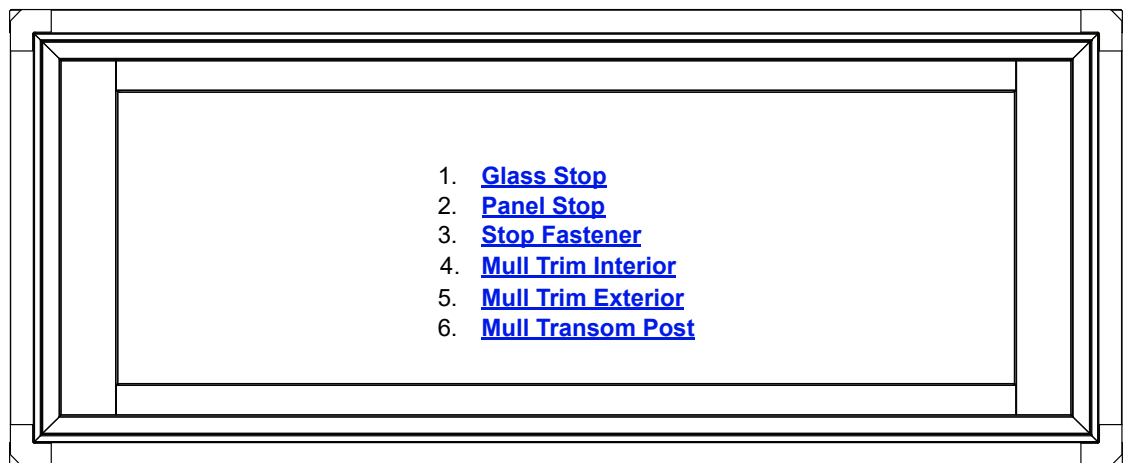 1. Glass Stop
2. Panel Stop
3. Stop Fastener
4. Mull Trim Interior
5. Mull Trim Exterior
6. Mull Transom Post